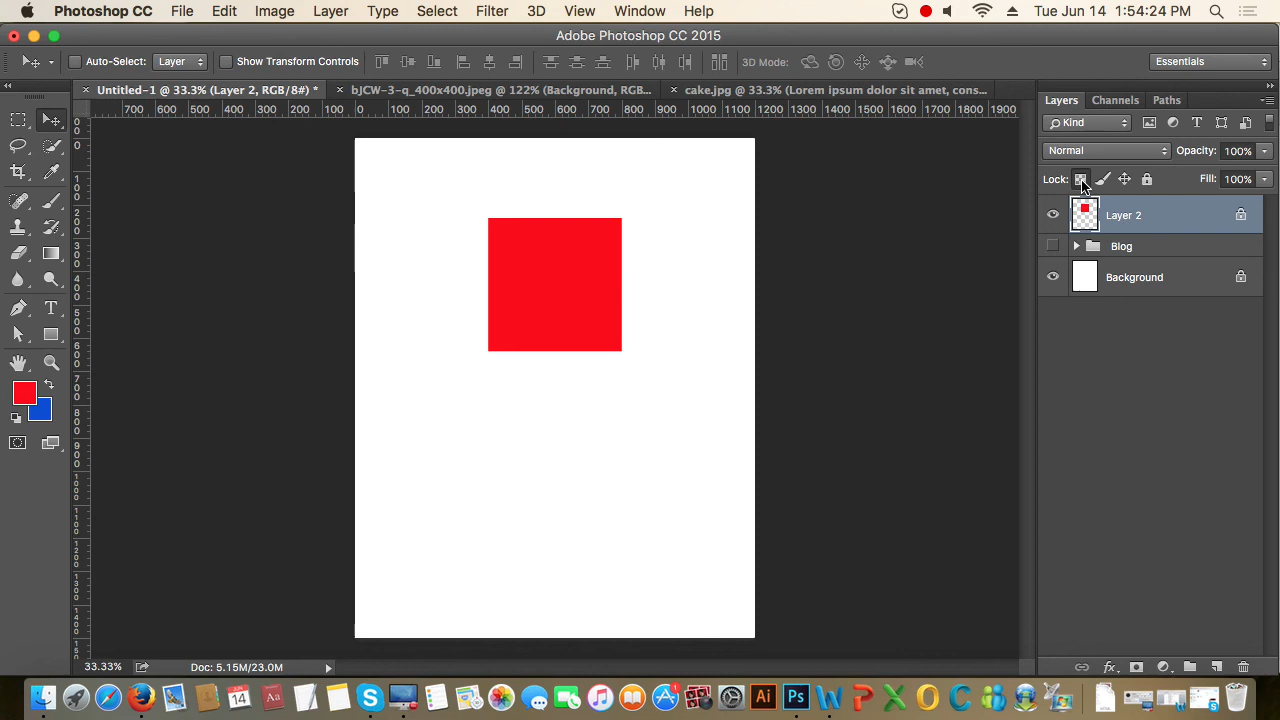 Photoshop CC File Edit Image Layer Type Select Filter 3D View Window Help Tue Jun 14 1:54:24 PM
Adobe Photoshop CC 2015
Auto-Select: Layer Show Transform Controls 3D Mode: Essentials
Untitled-1 @ 33.3% (Layer 2, RGB/8#) * bJCW-3-q_400x400.jpeg @ 122% (Background, RGB... cake.jpg @ 33.3% (Lorem ipsum dolor sit amet, cons...
Layers Channels Paths
700 600 500 400 300 200 100 0 100 200 300 400 500 600 700 800 900 1000 1100 1200 1300 1400 1500 1600 1700 1800 1900
Kind
Normal Opacity: 100%
Lock: Fill: 100%
Layer 2
Blog
Background
33.33% Doc: 5.15M/23.0M
14
Aa
Ai
Ps